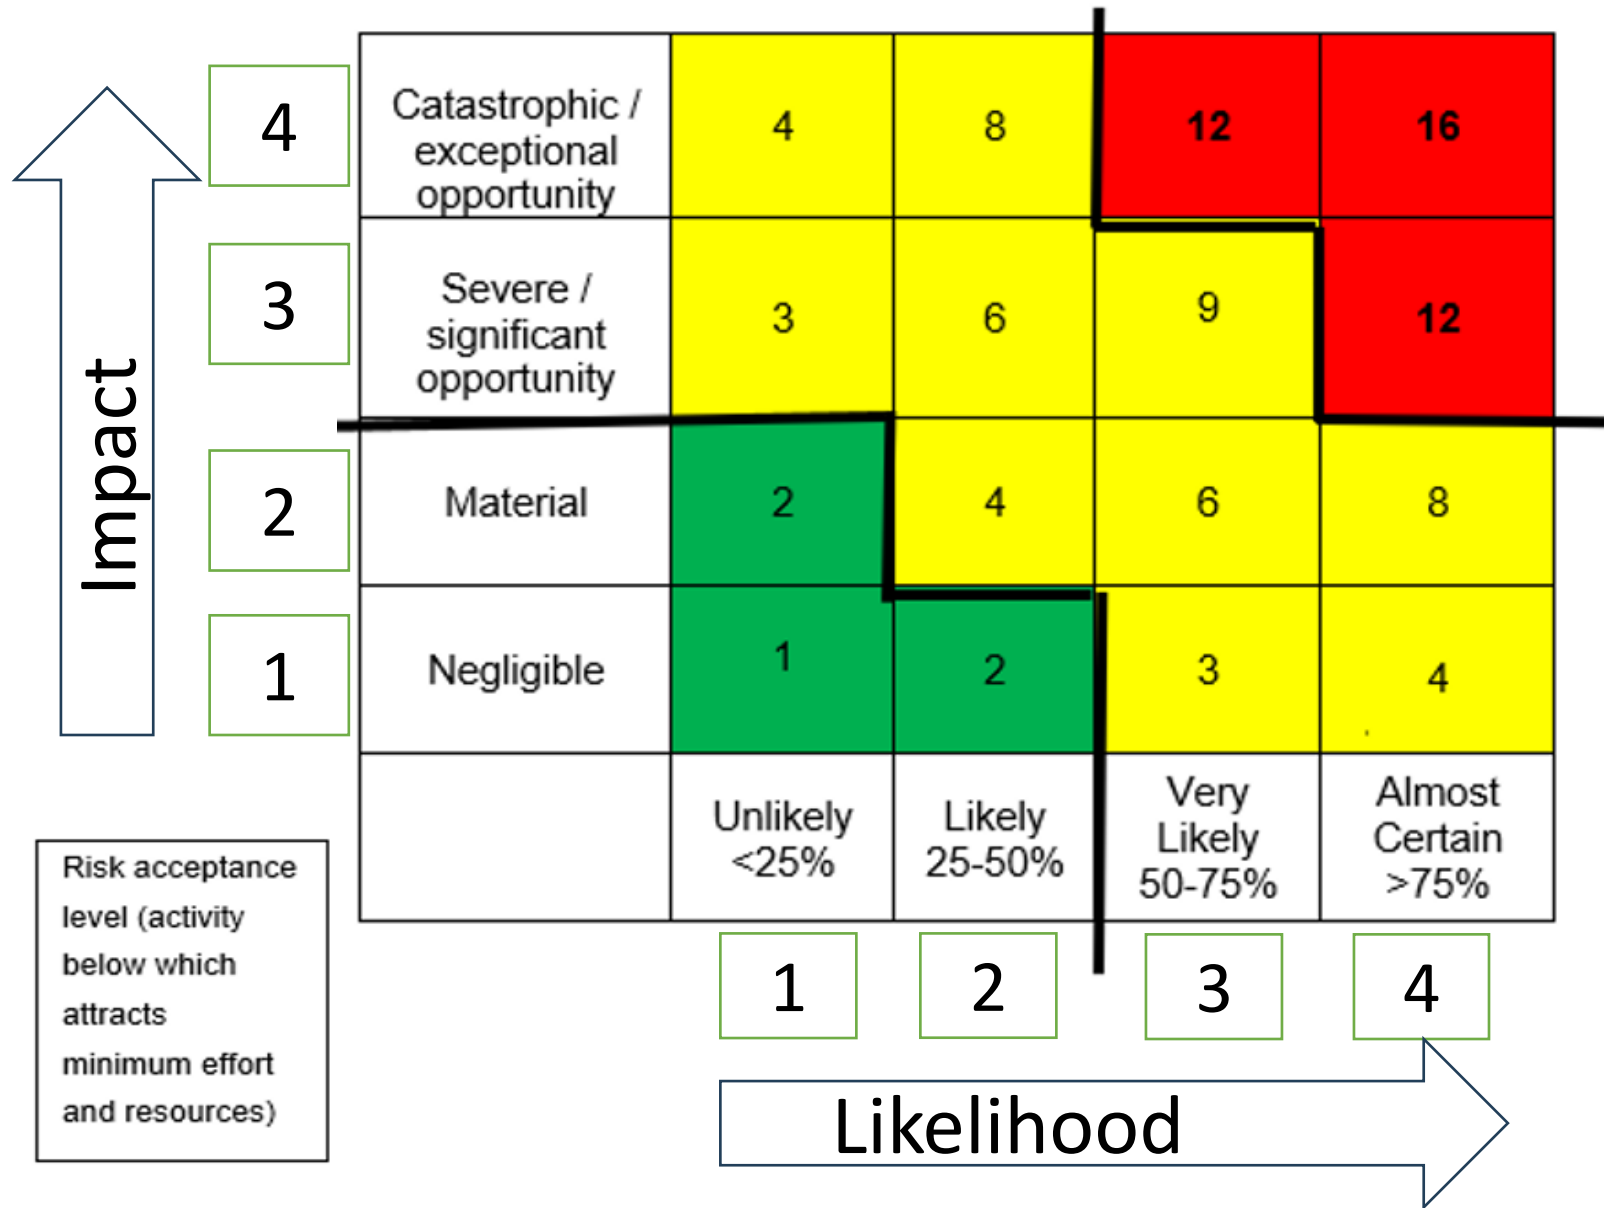 4
Catastrophic /
exceptional
opportunity
4
8
12
16
3
Severe /
significant
opportunity
3
6
9
12
Impact
2
Material
2
4
6
8
1
Negligible
1
2
3
4
Unlikely
<25%
Likely
25-50%
Very
Likely
50-75%
Almost
Certain
>75%
Risk acceptance
level (activity
below which
attracts
minimum effort
and resources)
1
2
3
4
Likelihood